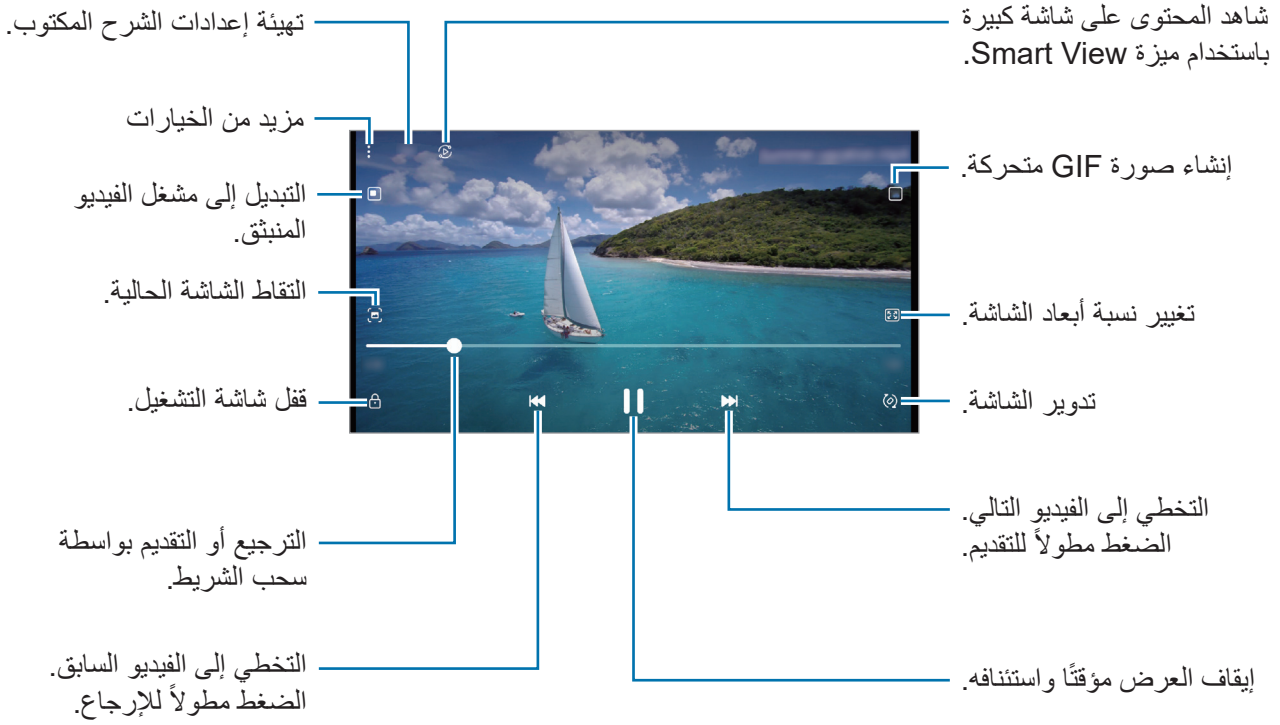 شاهد المحتوى على شاشة كبيرة
باستخدام ميزة Smart View.
تهيئة إعدادات الشرح المكتوب.
مزيد من الخيارات
إنشاء صورة GIF متحركة.
التبديل إلى مشغل الفيديو
المنبثق.
التقاط الشاشة الحالية.
تغيير نسبة أبعاد الشاشة.
قفل شاشة التشغيل.
تدوير الشاشة.
التخطي إلى الفيديو التالي.
الضغط مطولاً للتقديم.
الترجيع أو التقديم بواسطة
سحب الشريط.
التخطي إلى الفيديو السابق.
الضغط مطولاً للإرجاع.
إيقاف العرض مؤقتًا واستئنافه.